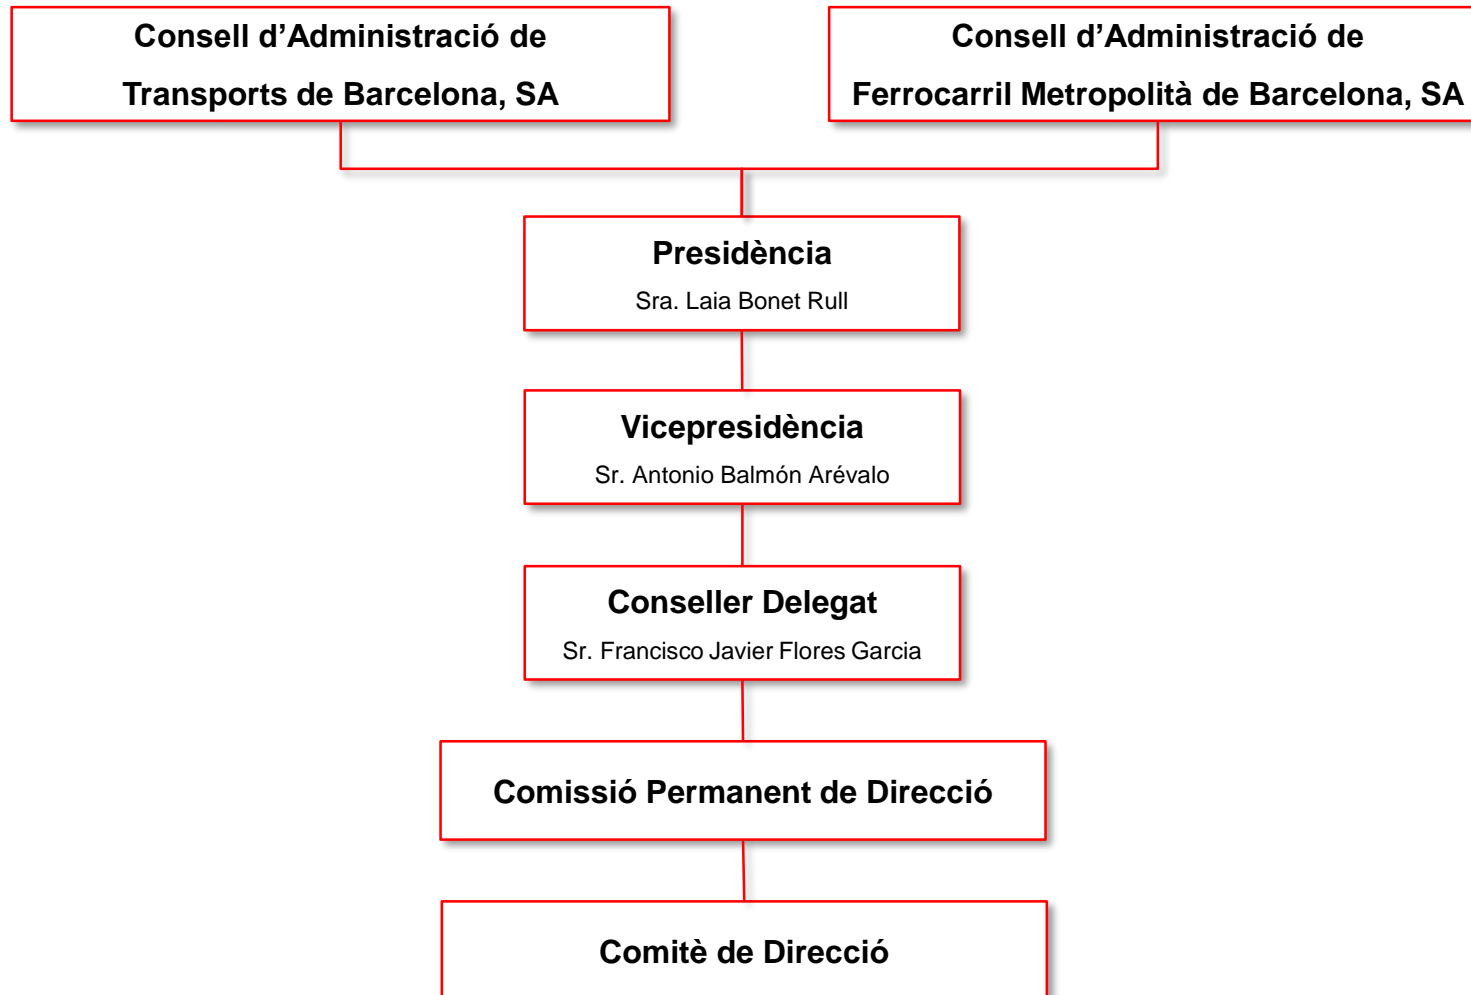 Consell d’Administració de
Transports de Barcelona, SA
Consell d’Administració de
Ferrocarril Metropolità de Barcelona, SA
Presidència
Sra. Laia Bonet Rull
Vicepresidència
Sr. Antonio Balmón Arévalo
Conseller Delegat
Sr. Francisco Javier Flores Garcia
Comissió Permanent de Direcció
Comitè de Direcció